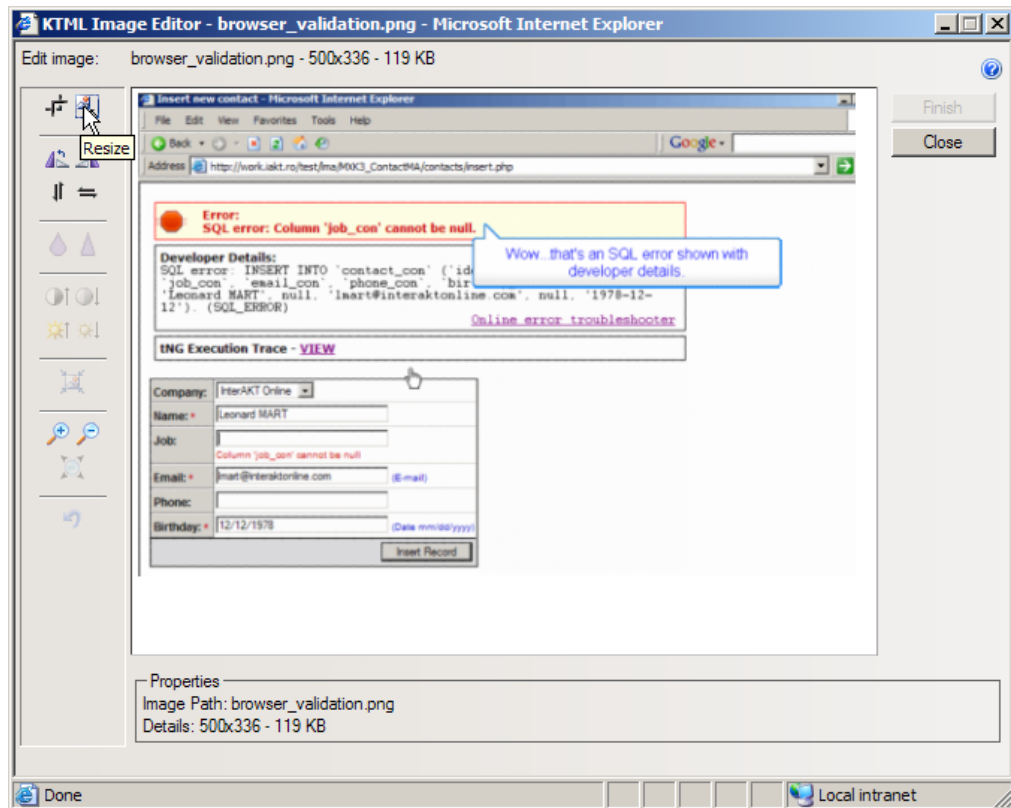 KTML Image Editor - browser_validation.png - Microsoft Internet Explorer
Edit image: browser_validation.png - 500x336 - 119 KB
Finish
Close
Resize
Insert new contact - Microsoft Internet Explorer
File Edit View Favorites Tools Help
Back
Google
Address http://work.iakt.ro/test/ima/MXK3_ContactMA/contacts/insert.php
Error:
SQL error: Column 'job_con' cannot be null.
Wow...that's an SQL error shown with
developer details.
Developer Details:
SQL error: INSERT INTO `contact_con` (`id
`job_con`, `email_con`, `phone_con`, `bir
'Leonard MART', null, 'lmart@interaktonline.com', null, '1978-12-
12'). (SQL_ERROR)
Online error troubleshooter
tNG Execution Trace - VIEW
Company: InterAKT Online
Name: * Leonard MART
Job:
Column 'job_con' cannot be null
Email: * lmart@interaktonline.com (E-mail)
Phone:
Birthday: * 12/12/1978 (Date mm/dd/yyyy)
Insert Record
Properties
Image Path: browser_validation.png
Details: 500x336 - 119 KB
Done
Local intranet